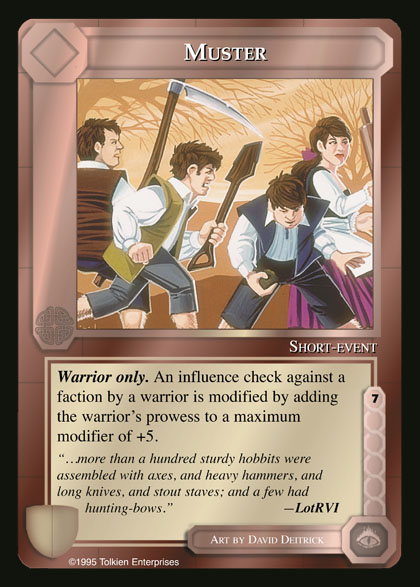 MUSTER
SHORT-EVENT
Warrior only. An influence check against a
faction by a warrior is modified by adding
the warrior's prowess to a maximum
modifier of +5.
7
“…more than a hundred sturdy hobbits were
assembled with axes, and heavy hammers, and
long knives, and stout staves; and a few had
hunting-bows.” –LotRVI
ART BY DAVID DEITRICK
©1995 Tolkien Enterprises